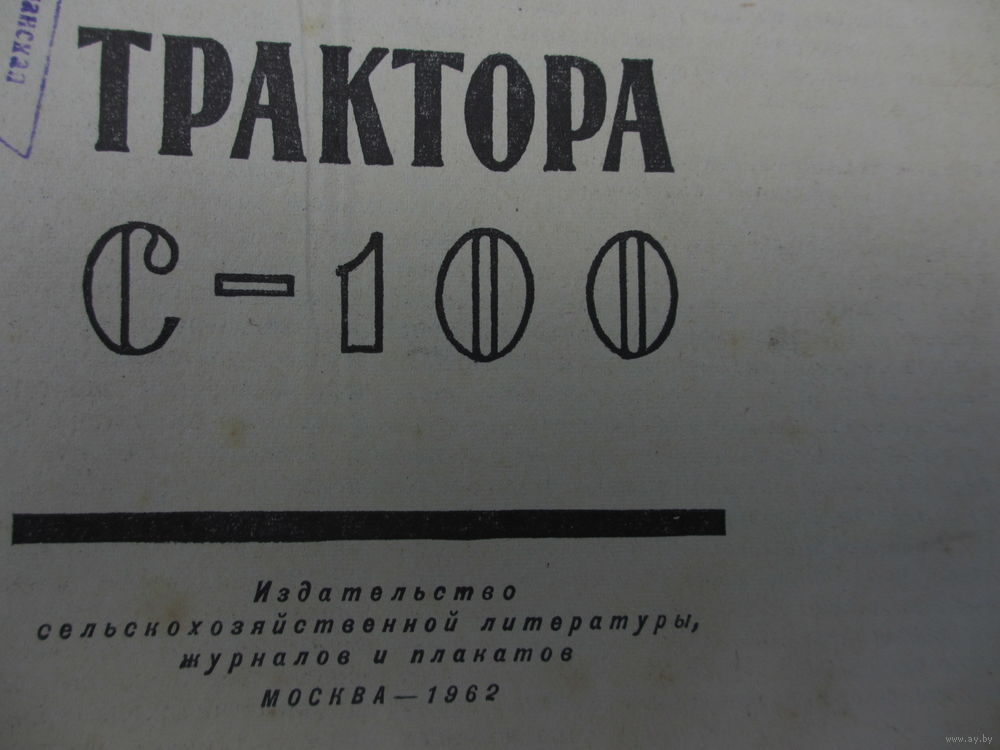 ТРАКТОРА
С-100
Издательство
сельскохозяйственной литературы,
журналов и плакатов
МОСКВА — 1962
www.ay.by